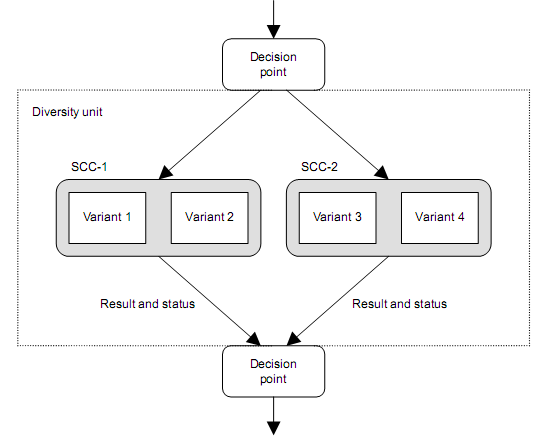 Decision
point
Diversity unit
SCC-1
SCC-2
Variant 1
Variant 2
Variant 3
Variant 4
Result and status
Result and status
Decision
point